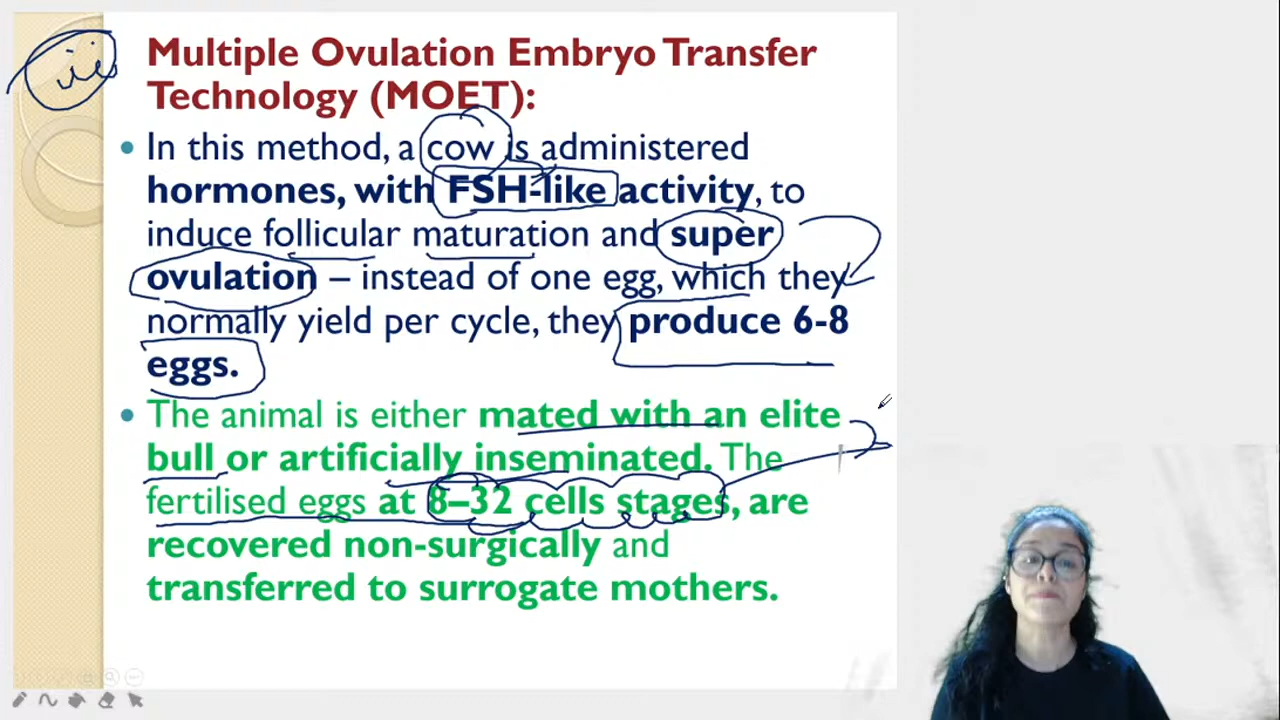 Multiple Ovulation Embryo Transfer
Technology (MOET):
In this method, a cow is administered
hormones, with FSH-like activity, to
induce follicular maturation and super
ovulation – instead of one egg, which they
normally yield per cycle, they produce 6-8
eggs.
The animal is either mated with an elite
bull or artificially inseminated. The
fertilised eggs at 8–32 cells stages, are
recovered non-surgically and
transferred to surrogate mothers.